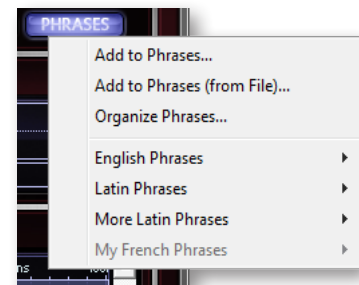 PHRASES
Add to Phrases...
Add to Phrases (from File)...
Organize Phrases...
English Phrases
Latin Phrases
More Latin Phrases
My French Phrases